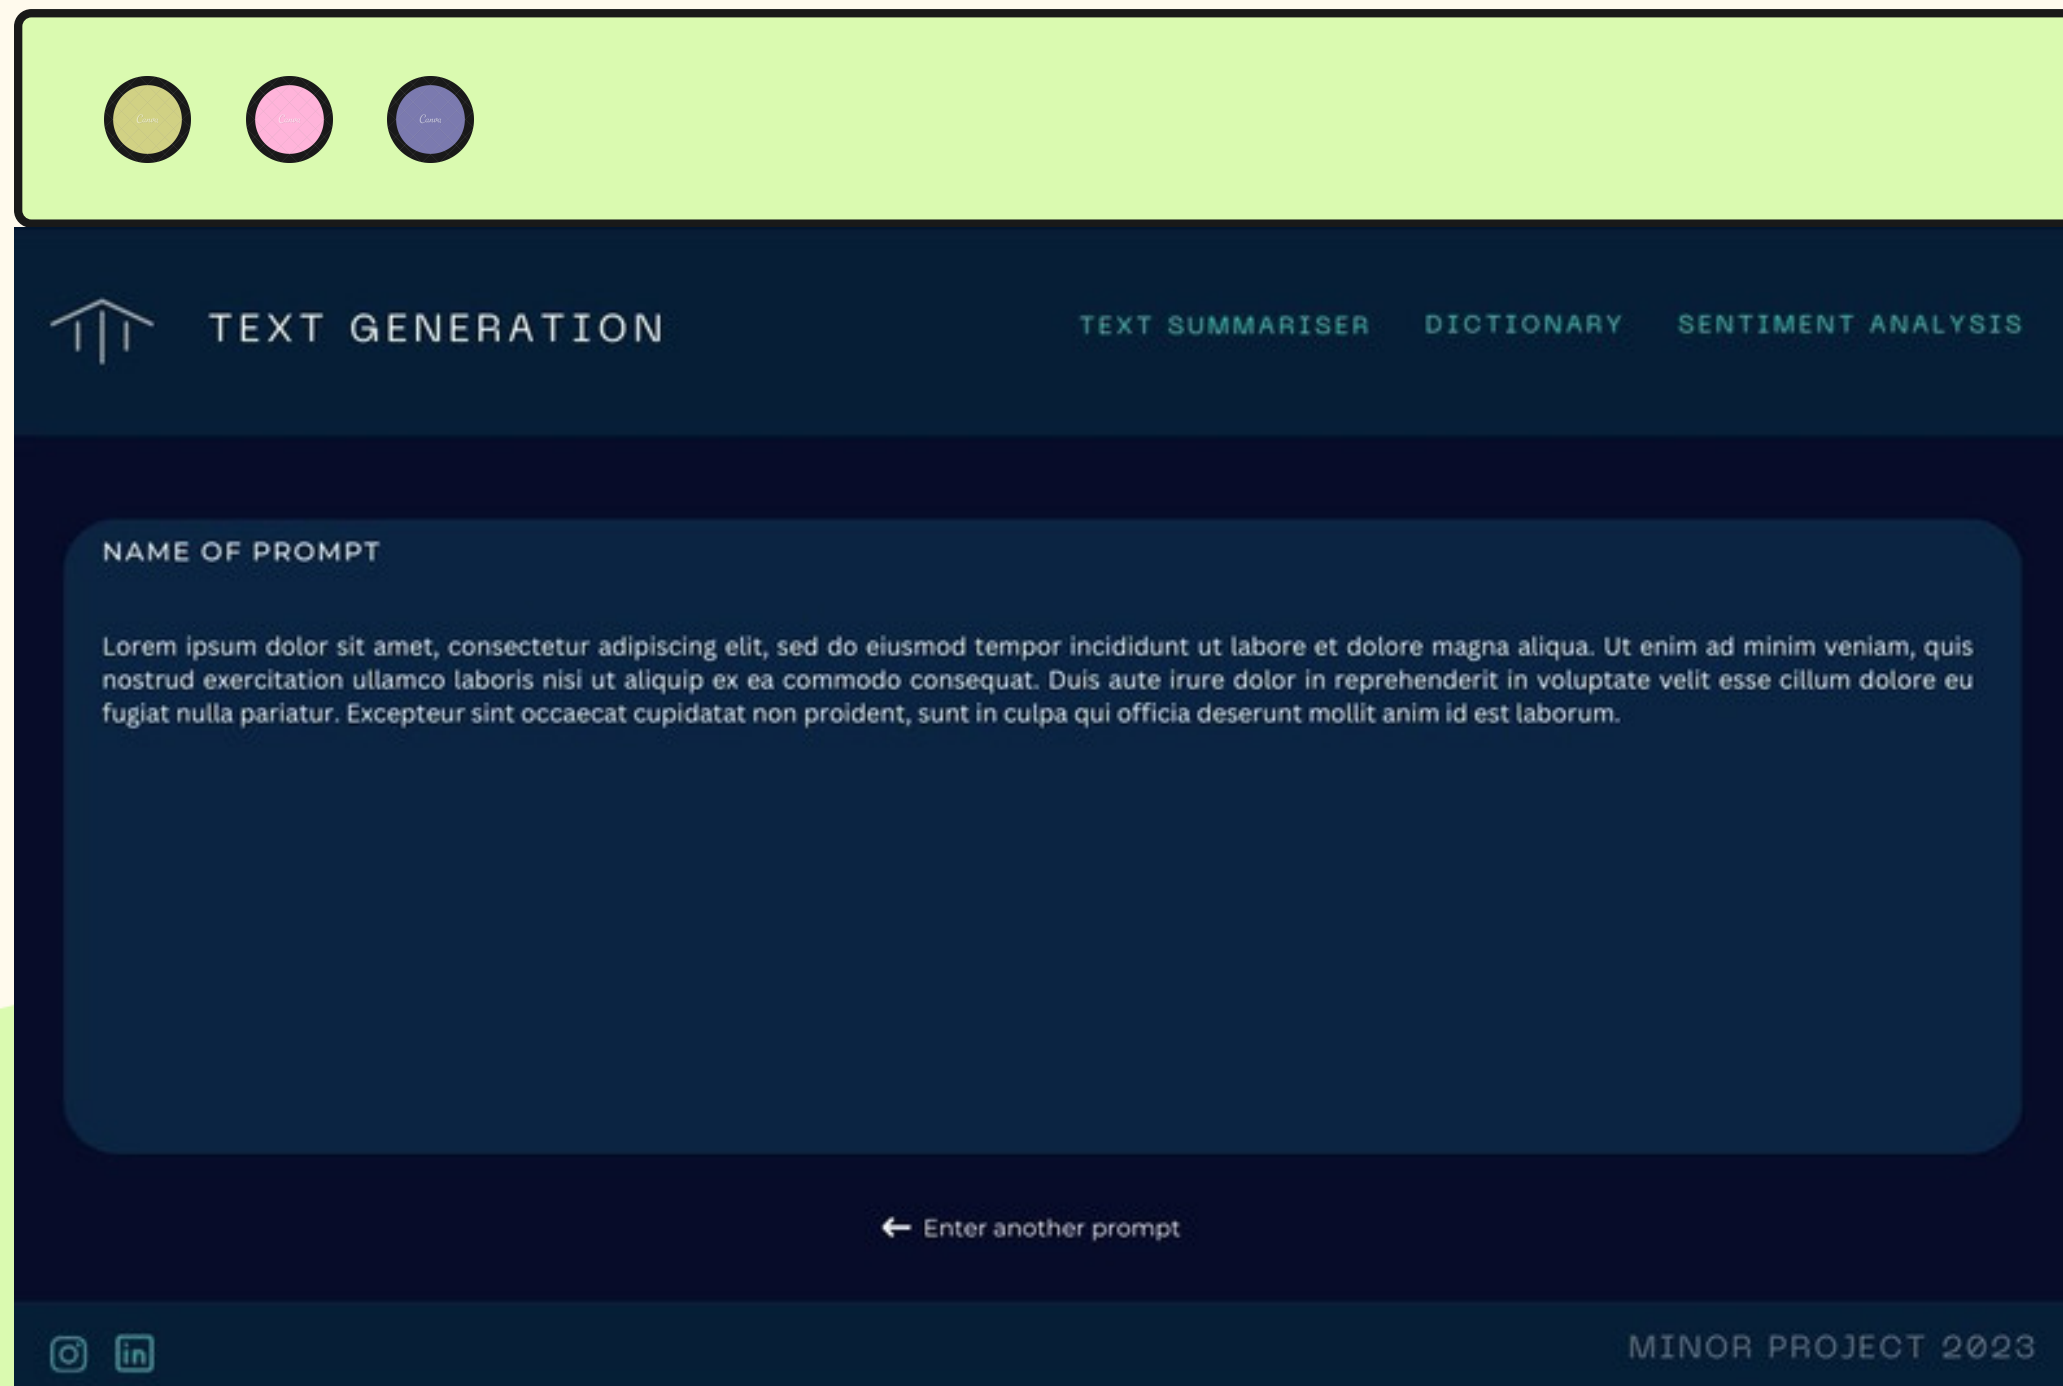 Canva Canva Canva
TEXT GENERATION
TEXT SUMMARISER DICTIONARY SENTIMENT ANALYSIS
NAME OF PROMPT
Lorem ipsum dolor sit amet, consectetur adipiscing elit, sed do eiusmod tempor incididunt ut labore et dolore magna aliqua. Ut enim ad minim veniam, quis
nostrud exercitation ullamco laboris nisi ut aliquip ex ea commodo consequat. Duis aute irure dolor in reprehenderit in voluptate velit esse cillum dolore eu
fugiat nulla pariatur. Excepteur sint occaecat cupidatat non proident, sunt in culpa qui officia deserunt mollit anim id est laborum.
Enter another prompt
in
MINOR PROJECT 2023